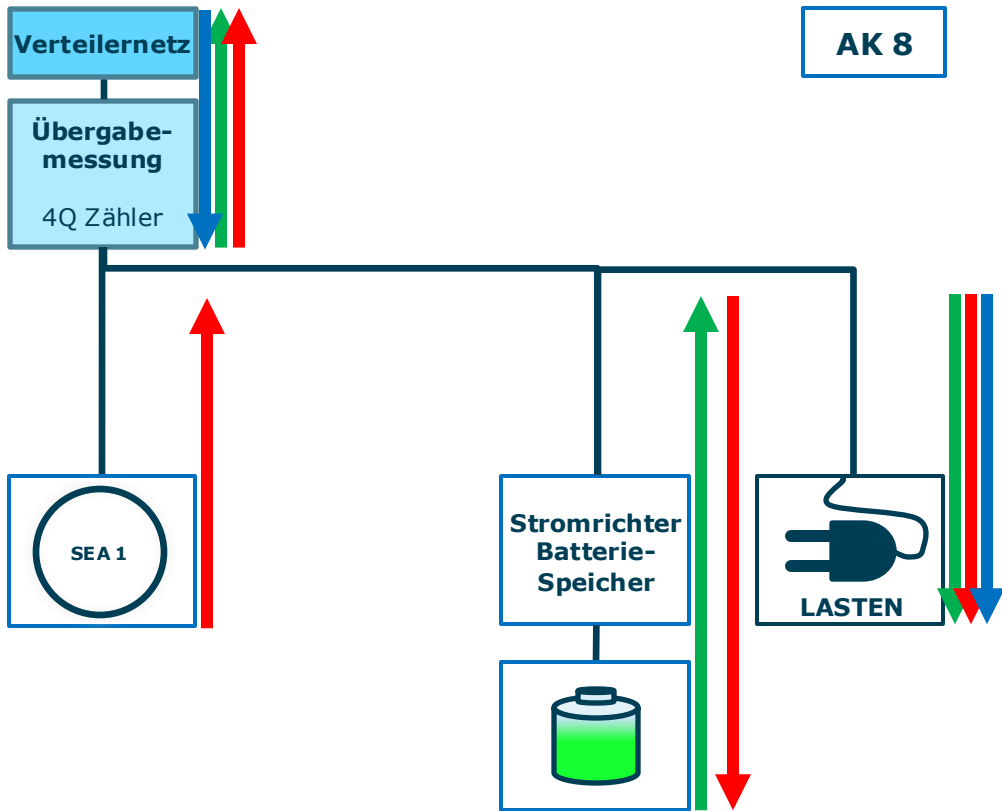 Verteilernetz
AK 8
Übergabe-
messung
4Q Zähler
SEA 1
Stromrichter
Batterie-
Speicher
LASTEN